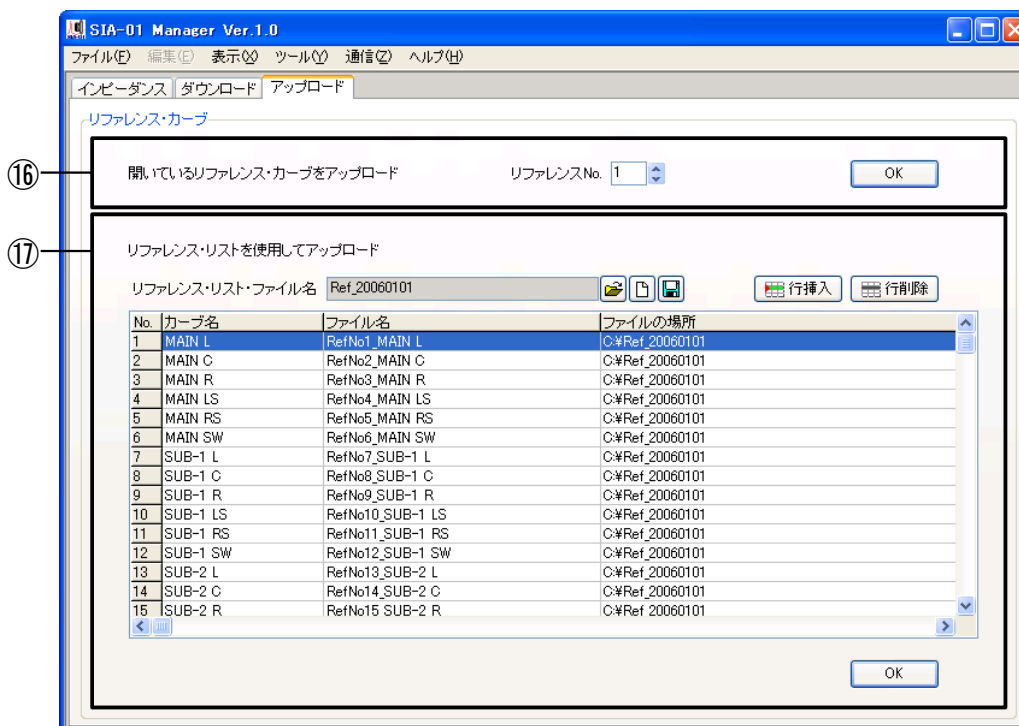 SIA-01 Manager Ver.1.0
ファイル(F) 編集(E) 表示(X) ツール(Y) 通信(Z) ヘルプ(H)
インピーダンス ダウンロード アップロード
リファレンス・カーブ
⑯
開いているリファレンス・カーブをアップロード リファレンスNo. 1 OK
⑰
リファレンス・リストを使用してアップロード
リファレンス・リスト・ファイル名 Ref_20060101 行挿入 行削除
No. カーブ名 ファイル名 ファイルの場所
1 MAIN L RefNo1_MAIN L C:¥Ref_20060101
2 MAIN C RefNo2_MAIN C C:¥Ref_20060101
3 MAIN R RefNo3_MAIN R C:¥Ref_20060101
4 MAIN LS RefNo4_MAIN LS C:¥Ref_20060101
5 MAIN RS RefNo5_MAIN RS C:¥Ref_20060101
6 MAIN SW RefNo6_MAIN SW C:¥Ref_20060101
7 SUB-1 L RefNo7_SUB-1 L C:¥Ref_20060101
8 SUB-1 C RefNo8_SUB-1 C C:¥Ref_20060101
9 SUB-1 R RefNo9_SUB-1 R C:¥Ref_20060101
10 SUB-1 LS RefNo10_SUB-1 LS C:¥Ref_20060101
11 SUB-1 RS RefNo11_SUB-1 RS C:¥Ref_20060101
12 SUB-1 SW RefNo12_SUB-1 SW C:¥Ref_20060101
13 SUB-2 L RefNo13_SUB-2 L C:¥Ref_20060101
14 SUB-2 C RefNo14_SUB-2 C C:¥Ref_20060101
15 SUB-2 R RefNo15_SUB-2 R C:¥Ref_20060101
OK